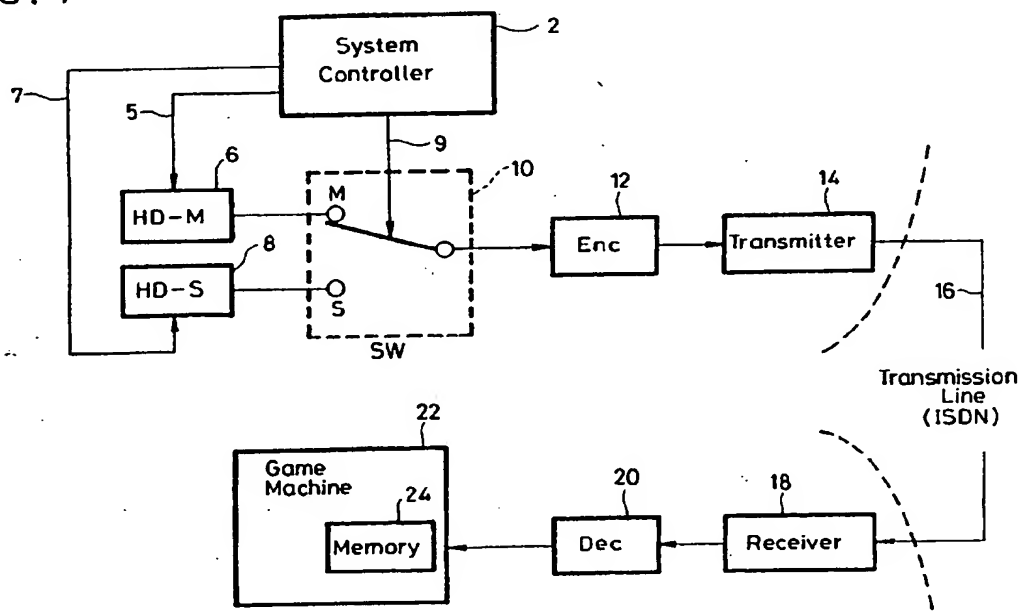 2
System
Controller
7
5
9
6
10
HD-M
M
12
14
8
Enc
Transmitter
HD-S
S
16
SW
Transmission
Line
(ISDN)
22
Game
Machine
24
20
18
Memory
Dec
Receiver